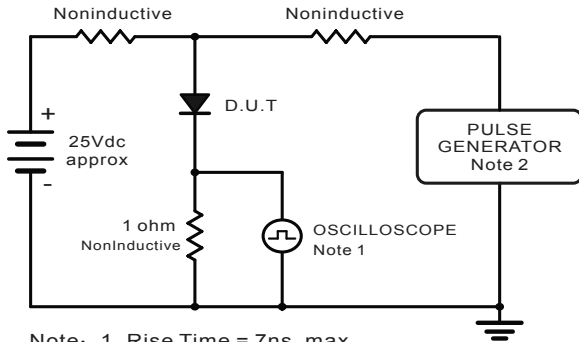 Noninductive
Noninductive
D.U.T
+
25Vdc
approx
-
PULSE
GENERATOR
Note 2
1 ohm
NonInductive
OSCILLOSCOPE
Note 1
Note: 1. Rise Time = 7ns max